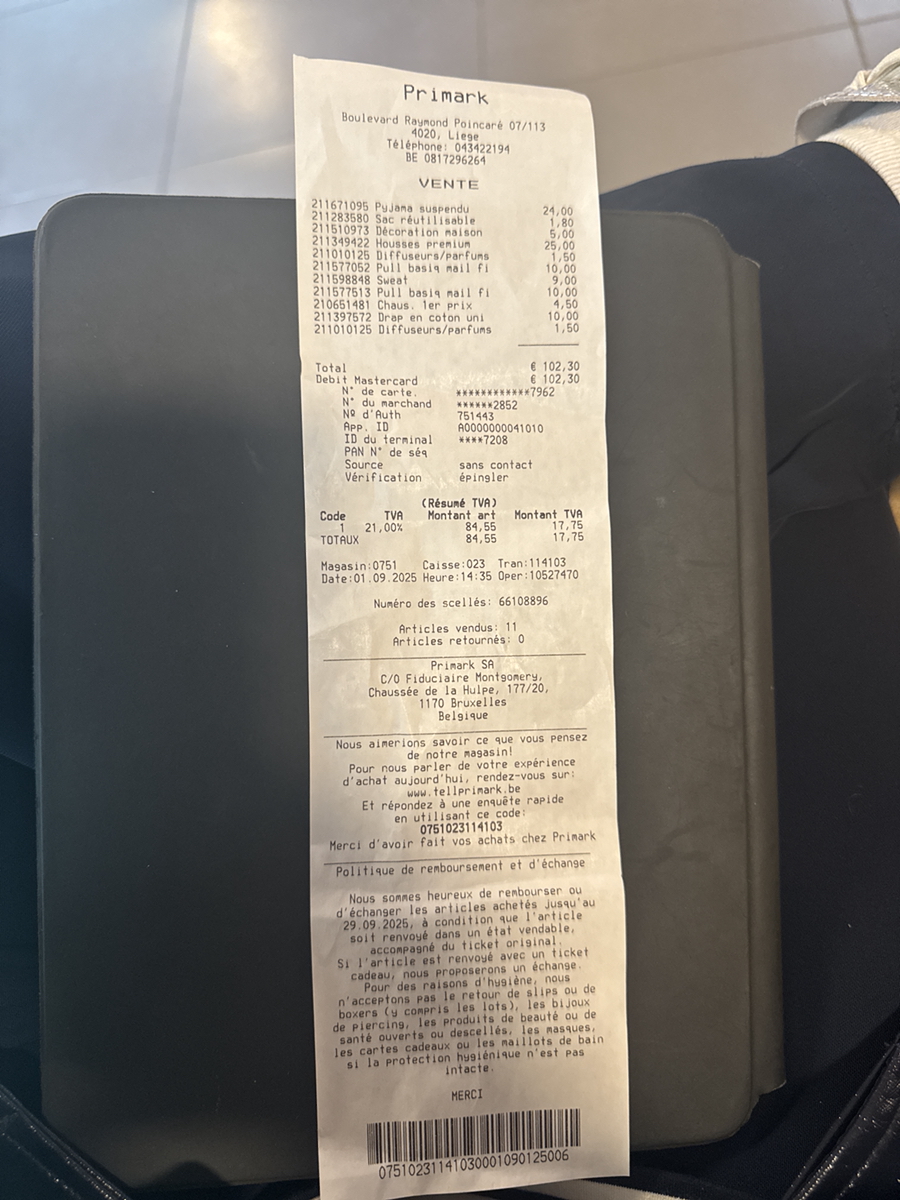 Primark
Boulevard Raymond Poincaré 07/113
4020, Liege
Téléphone: 043422194
BE 0817296264
VENTE
211671095 Pyjama suspendu 24,00
211283580 Sac réutilisable 1,80
211510973 Décoration maison 5,00
211349422 Housses premium 25,00
211010125 Diffuseurs/parfums 1,50
211577052 Pull basiq mail fi 10,00
211598848 Sweat 9,00
211577513 Pull basiq mail fi 10,00
210651481 Chaus. 1er prix 4,50
211397572 Drap en coton uni 10,00
211010125 Diffuseurs/parfums 1,50
Total € 102,30
Debit Mastercard € 102,30
N° de carte. ************7962
N° du marchand ******2852
Nº d'Auth 751443
App. ID A0000000041010
ID du terminal ****7208
PAN N° de séq
Source sans contact
Vérification épingler
(Résumé TVA)
Code TVA Montant art Montant TVA
1 21,00% 84,55 17,75
TOTAUX 84,55 17,75
Magasin:0751 Caisse:023 Tran:114103
Date:01.09.2025 Heure:14:35 Oper:10527470
Numéro des scellés: 66108896
Articles vendus: 11
Articles retournés: 0
Primark SA
C/O Fiduciaire Montgomery,
Chaussée de la Hulpe, 177/20,
1170 Bruxelles
Belgique
Nous aimerions savoir ce que vous pensez
de notre magasin!
Pour nous parler de votre expérience
d'achat aujourd'hui, rendez-vous sur:
www.tellprimark.be
Et répondez à une enquête rapide
en utilisant ce code:
0751023114103
Merci d'avoir fait vos achats chez Primark
Politique de remboursement et d'échange
Nous sommes heureux de rembourser ou
d'échanger les articles achetés jusqu'au
29.09.2025, à condition que l'article
soit renvoyé dans un état vendable,
accompagné du ticket original.
Si l'article est renvoyé avec un ticket
cadeau, nous proposerons un échange.
Pour des raisons d'hygiène, nous
n'acceptons pas le retour de slips ou de
boxers (y compris les lots), les bijoux
de piercing, les produits de beauté ou de
santé ouverts ou descellés, les masques,
les cartes cadeaux ou les maillots de bain
si la protection hygiénique n'est pas
intacte.
MERCI
07510231141030001090125006